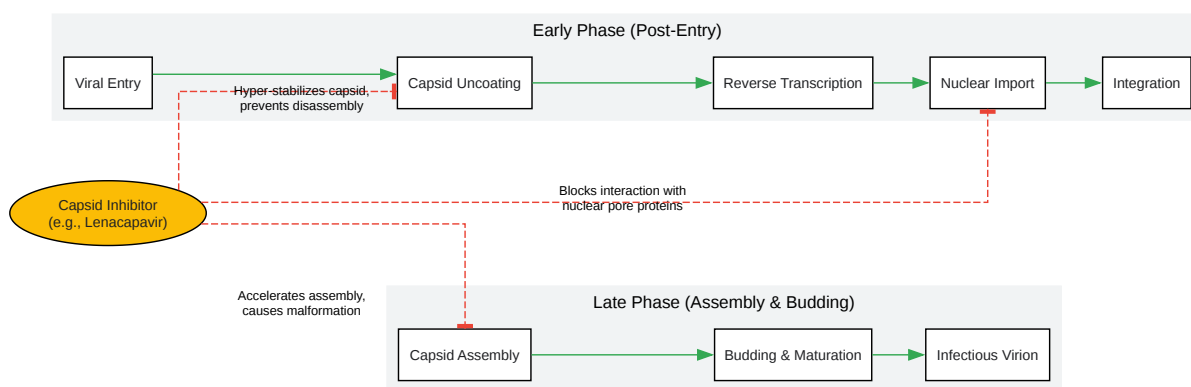 Early Phase (Post-Entry)
Viral Entry
Capsid Uncoating
Reverse Transcription
Nuclear Import
Integration
Hyper-stabilizes capsid,
prevents disassembly
Capsid Inhibitor
(e.g., Lenacapavir)
Blocks interaction with
nuclear pore proteins
Accelerates assembly,
causes malformation
Late Phase (Assembly & Budding)
Capsid Assembly
Budding & Maturation
Infectious Virion